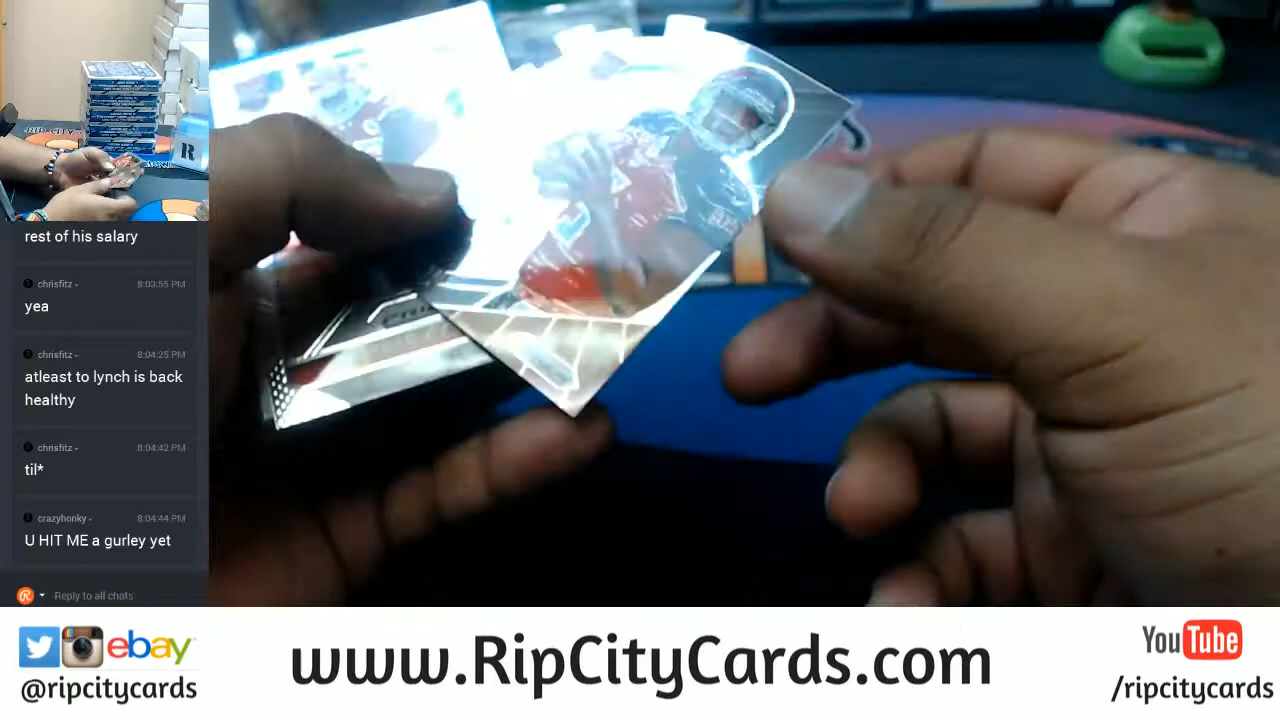 rest of his salary
chrisfitz - 8:03:55 PM
yea
chrisfitz - 8:04:25 PM
atleast to lynch is back
healthy
chrisfitz - 8:04:42 PM
til*
crazyhonky - 8:04:44 PM
U HIT ME a gurley yet
Reply to all chats
ebay
@ripcitycards
www.RipCityCards.com
YouTube
/ripcitycards
RIP CITY
R